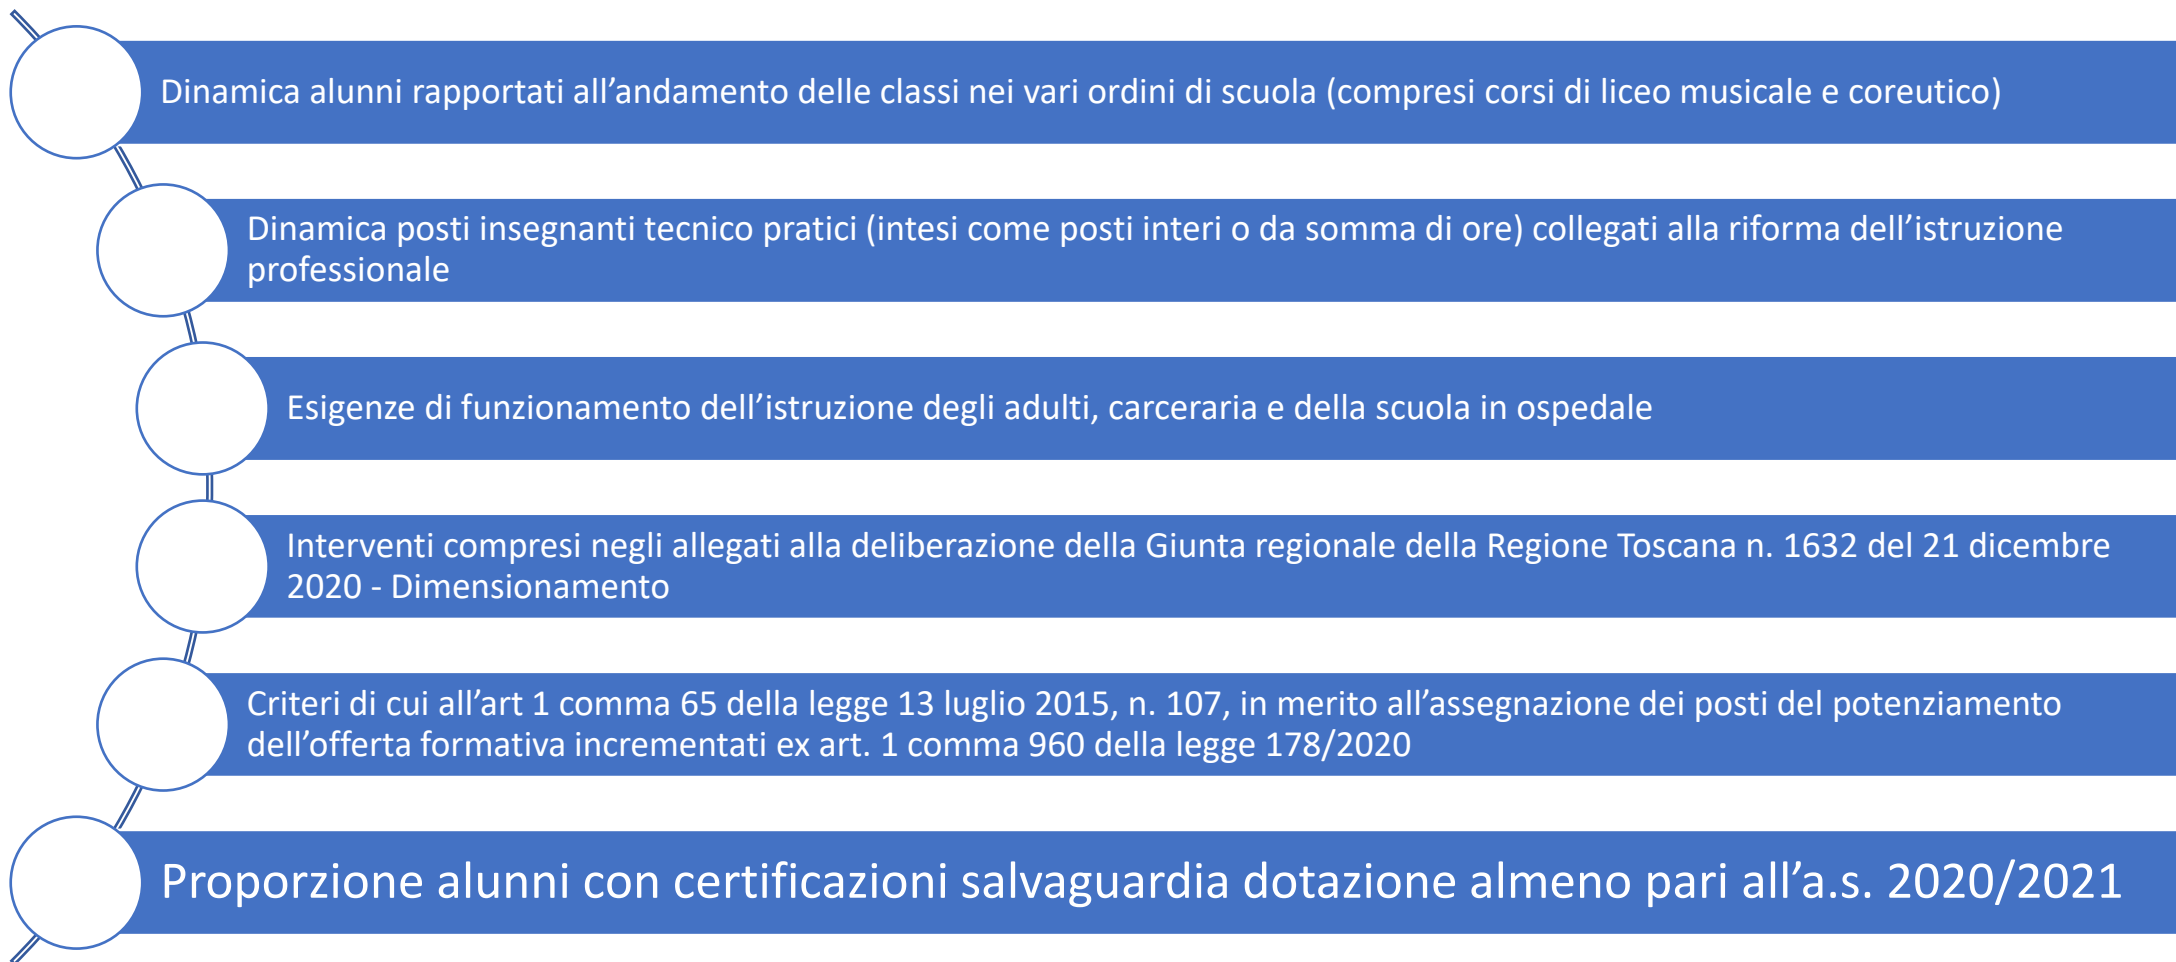 Dinamica alunni rapportati all’andamento delle classi nei vari ordini di scuola (compresi corsi di liceo musicale e coreutico)
Dinamica posti insegnanti tecnico pratici (intesi come posti interi o da somma di ore) collegati alla riforma dell’istruzione
professionale
Esigenze di funzionamento dell’istruzione degli adulti, carceraria e della scuola in ospedale
Interventi compresi negli allegati alla deliberazione della Giunta regionale della Regione Toscana n. 1632 del 21 dicembre
2020 - Dimensionamento
Criteri di cui all’art 1 comma 65 della legge 13 luglio 2015, n. 107, in merito all’assegnazione dei posti del potenziamento
dell’offerta formativa incrementati ex art. 1 comma 960 della legge 178/2020
Proporzione alunni con certificazioni salvaguardia dotazione almeno pari all’a.s. 2020/2021